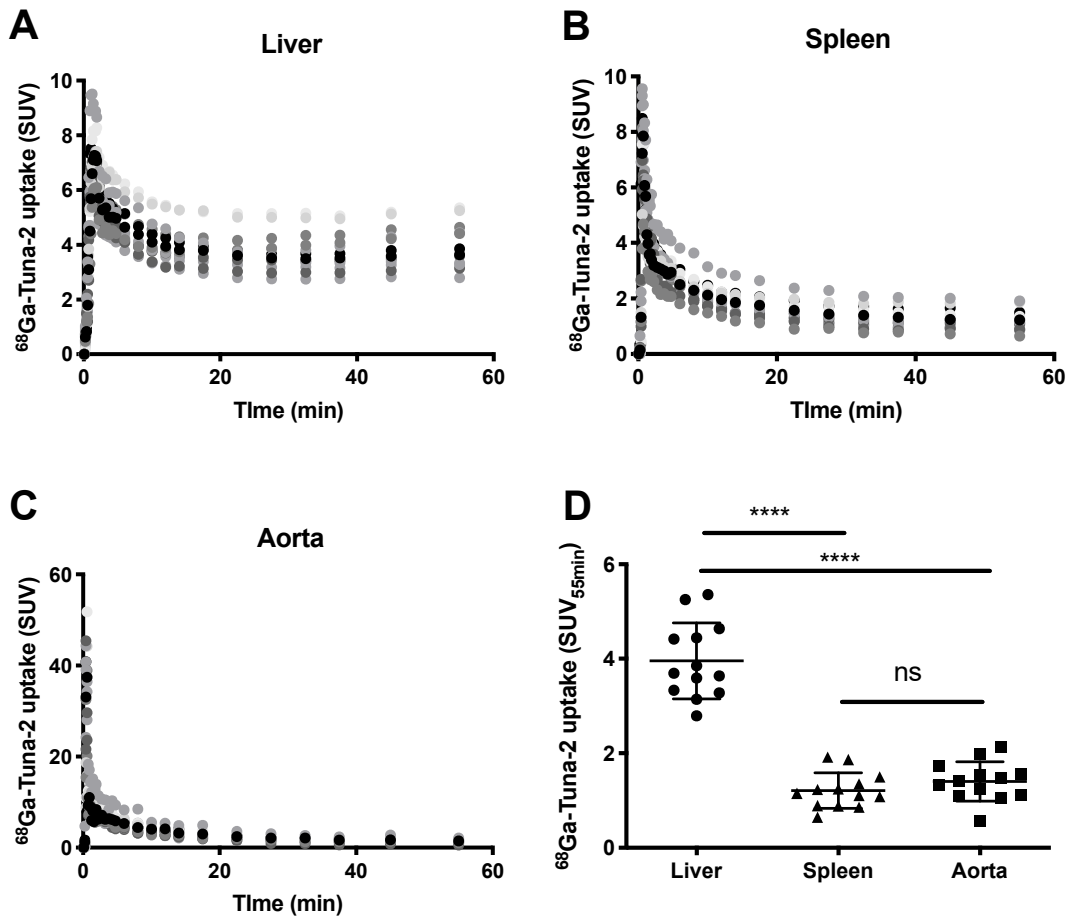 A
Liver
⁶⁸Ga-Tuna-2 uptake (SUV)
10
8
6
4
2
0
0 20 40 60
TIme (min)
B
Spleen
⁶⁸Ga-Tuna-2 uptake (SUV)
10
8
6
4
2
0
0 20 40 60
TIme (min)
C
Aorta
⁶⁸Ga-Tuna-2 uptake (SUV)
60
40
20
0
0 20 40 60
TIme (min)
D
⁶⁸Ga-Tuna-2 uptake (SUV₅₅ₘᵢₙ)
6
4
2
0
****
****
ns
Liver Spleen Aorta